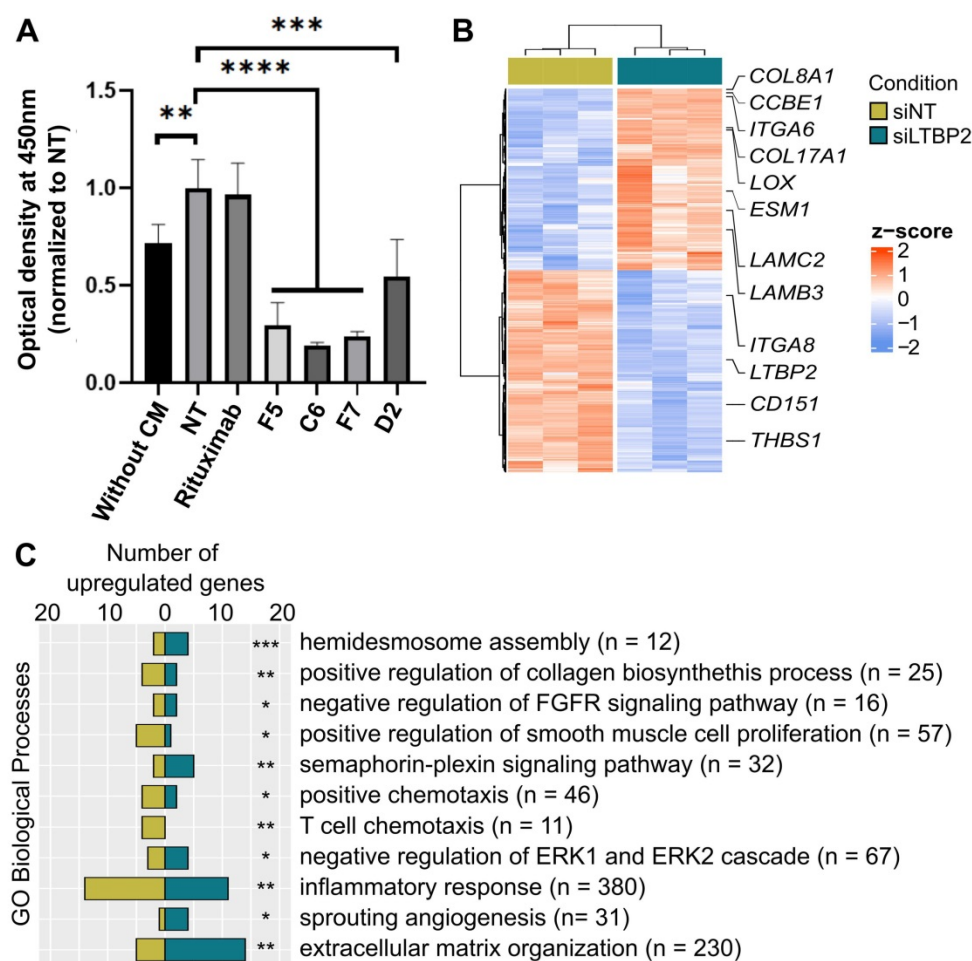 A
***
****
**
Optical density at 450nm
(normalized to NT)
1.5
1.0
0.5
0.0
Without CM
NT
Rituximab
F5
C6
F7
D2
B
COL8A1
CCBE1
ITGA6
COL17A1
LOX
ESM1
LAMC2
LAMB3
ITGA8
LTBP2
CD151
THBS1
Condition
siNT
siLTBP2
z-score
2
1
0
−1
−2
C
Number of
upregulated genes
20 10 0 10 20
GO Biological Processes
*** hemidesmosome assembly (n = 12)
** positive regulation of collagen biosynthethis process (n = 25)
* negative regulation of FGFR signaling pathway (n = 16)
* positive regulation of smooth muscle cell proliferation (n = 57)
** semaphorin-plexin signaling pathway (n = 32)
* positive chemotaxis (n = 46)
** T cell chemotaxis (n = 11)
* negative regulation of ERK1 and ERK2 cascade (n = 67)
** inflammatory response (n = 380)
* sprouting angiogenesis (n= 31)
** extracellular matrix organization (n = 230)